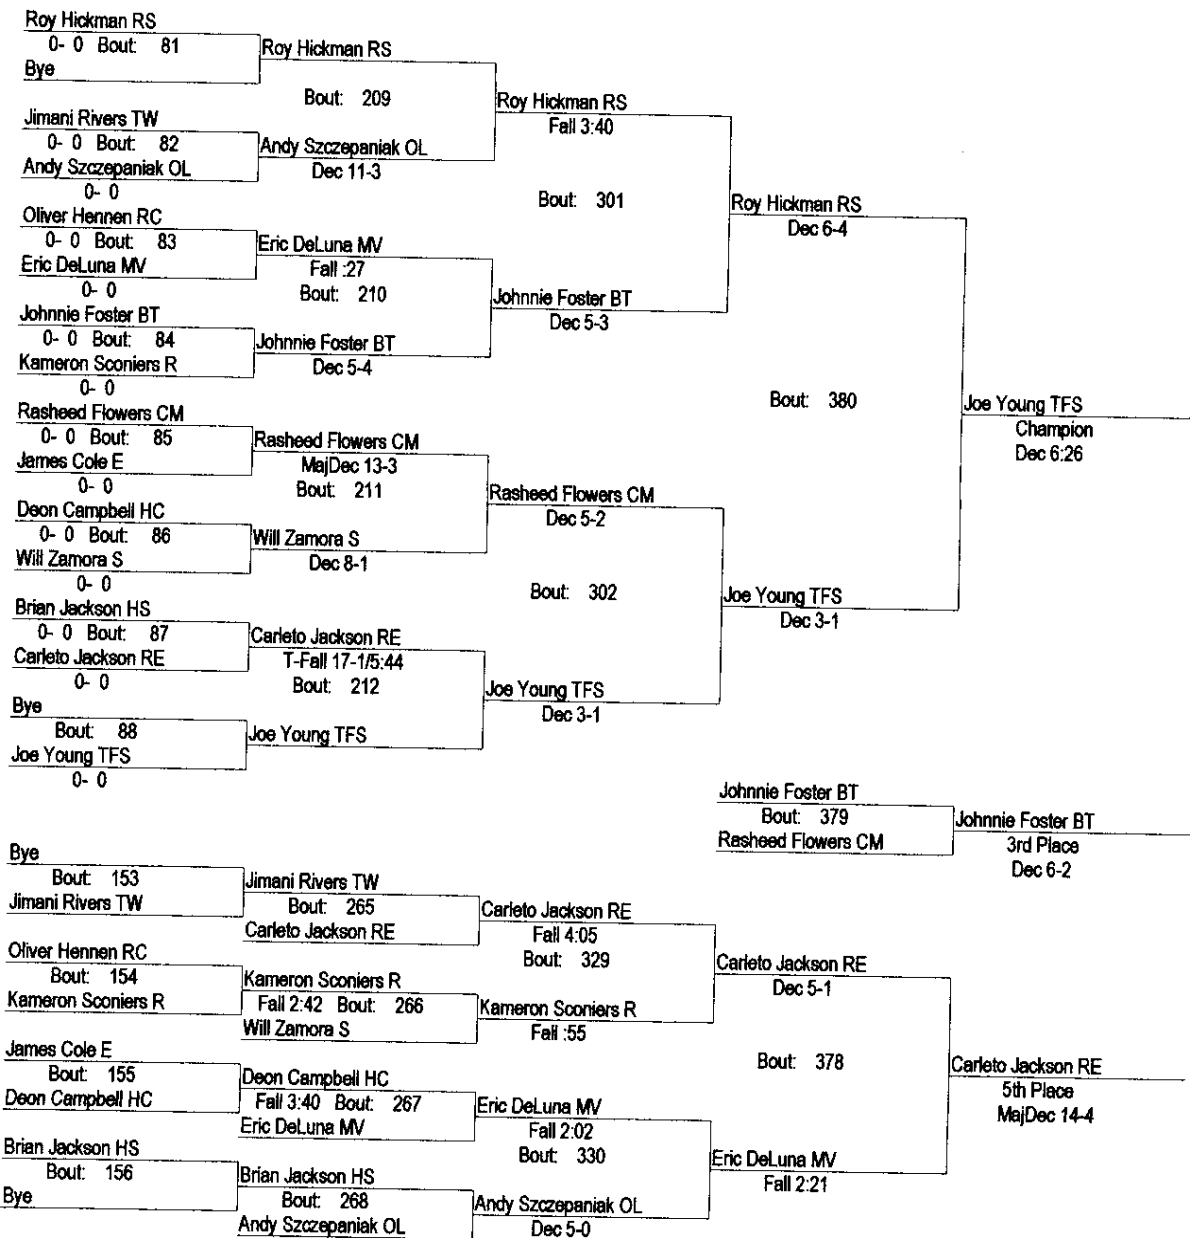 Roy Hickman RS
0- 0 Bout: 81
Bye
Roy Hickman RS
Bout: 209
Jimani Rivers TW
0- 0 Bout: 82
Andy Szczepaniak OL
0- 0
Andy Szczepaniak OL
Dec 11-3
Roy Hickman RS
Fall 3:40
Bout: 301
Oliver Hennen RC
0- 0 Bout: 83
Eric DeLuna MV
0- 0
Eric DeLuna MV
Fall :27
Bout: 210
Johnnie Foster BT
0- 0 Bout: 84
Kameron Sconiers R
0- 0
Johnnie Foster BT
Dec 5-4
Johnnie Foster BT
Dec 5-3
Roy Hickman RS
Dec 6-4
Bout: 380
Rasheed Flowers CM
0- 0 Bout: 85
James Cole E
0- 0
Rasheed Flowers CM
MajDec 13-3
Bout: 211
Deon Campbell HC
0- 0 Bout: 86
Will Zamora S
0- 0
Will Zamora S
Dec 8-1
Rasheed Flowers CM
Dec 5-2
Bout: 302
Brian Jackson HS
0- 0 Bout: 87
Carleto Jackson RE
0- 0
Carleto Jackson RE
T-Fall 17-1/5:44
Bout: 212
Bye
Bout: 88
Joe Young TFS
0- 0
Joe Young TFS
Joe Young TFS
Dec 3-1
Joe Young TFS
Dec 3-1
Joe Young TFS
Champion
Dec 6:26
Johnnie Foster BT
Bout: 379
Rasheed Flowers CM
Johnnie Foster BT
3rd Place
Dec 6-2
Bye
Bout: 153
Jimani Rivers TW
Jimani Rivers TW
Bout: 265
Carleto Jackson RE
Carleto Jackson RE
Fall 4:05
Bout: 329
Oliver Hennen RC
Bout: 154
Kameron Sconiers R
Kameron Sconiers R
Fall 2:42 Bout: 266
Will Zamora S
Kameron Sconiers R
Fall :55
Carleto Jackson RE
Dec 5-1
Bout: 378
James Cole E
Bout: 155
Deon Campbell HC
Deon Campbell HC
Fall 3:40 Bout: 267
Eric DeLuna MV
Eric DeLuna MV
Fall 2:02
Bout: 330
Brian Jackson HS
Bout: 156
Bye
Brian Jackson HS
Bout: 268
Andy Szczepaniak OL
Andy Szczepaniak OL
Dec 5-0
Eric DeLuna MV
Fall 2:21
Carleto Jackson RE
5th Place
MajDec 14-4